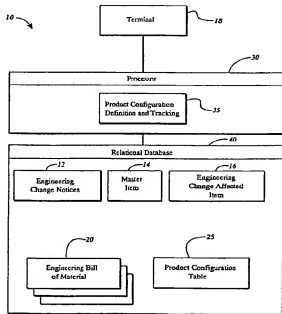 10
Terminal
18
30
Processor
Product Configuration
Definition and Tracking
35
40
Relational Database
12
14
16
Engineering
Change Notices
Master
Item
Engineering
Change Affected
Item
20
25
Engineering Bill
of Material
Product Configuration
Table